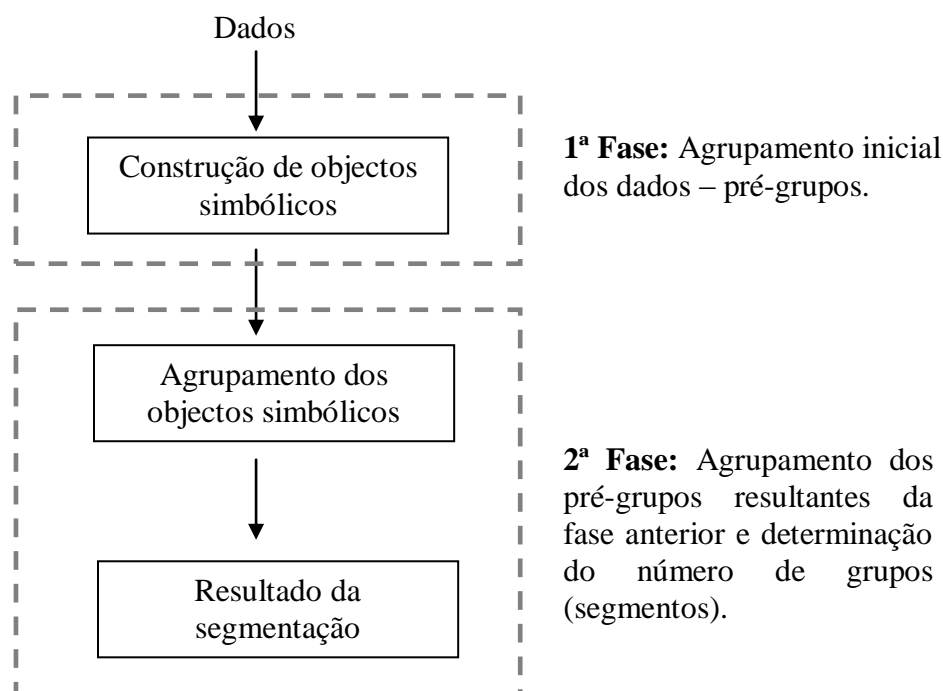 Dados
Construção de objectos
simbólicos
1ª Fase: Agrupamento inicial
dos dados – pré-grupos.
Agrupamento dos
objectos simbólicos
2ª Fase: Agrupamento dos
pré-grupos resultantes da
fase anterior e determinação
do número de grupos
(segmentos).
Resultado da
segmentação